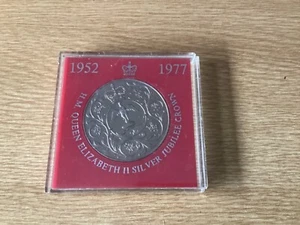 1952 1977
H.M. QUEEN ELIZABETH II SILVER JUBILEE CROWN